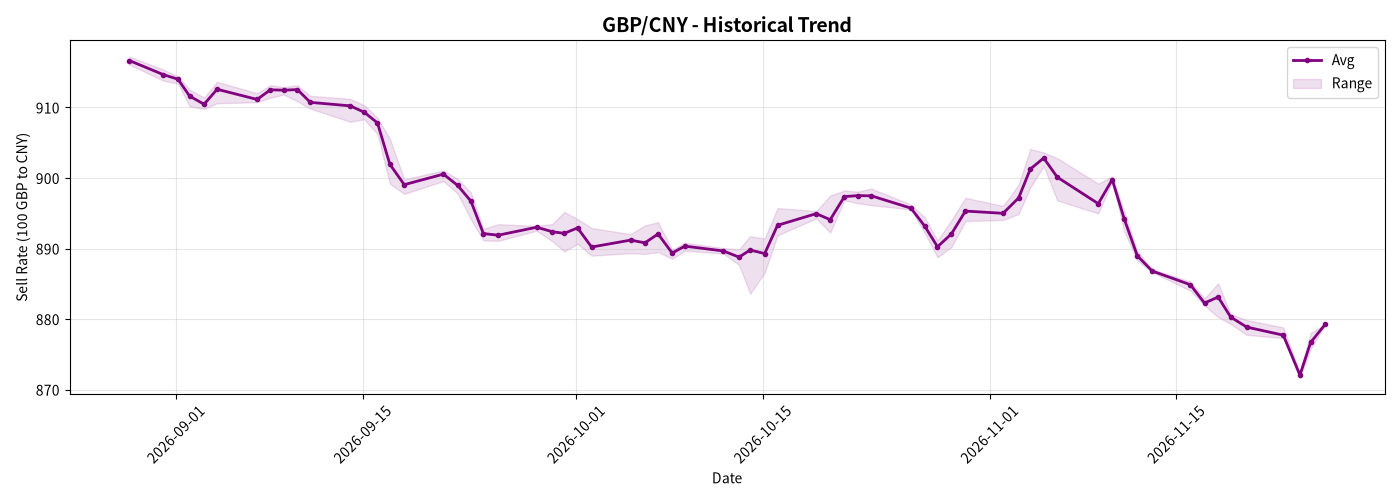 GBP/CNY - Historical Trend
Avg
Range
Sell Rate (100 GBP to CNY)
910
900
890
880
870
2026-09-01
2026-09-15
2026-10-01
2026-10-15
2026-11-01
2026-11-15
Date